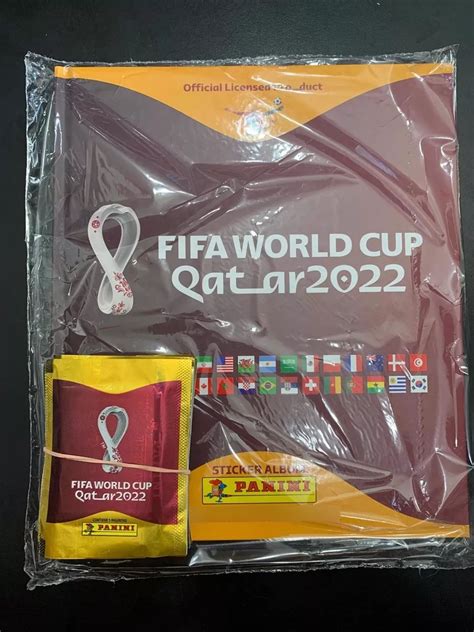 Official Licensed Product
FIFA WORLD CUP
Qatar2022
STICKER ALBUM
PANINI
FIFA WORLD CUP
Qatar2022
PANINI